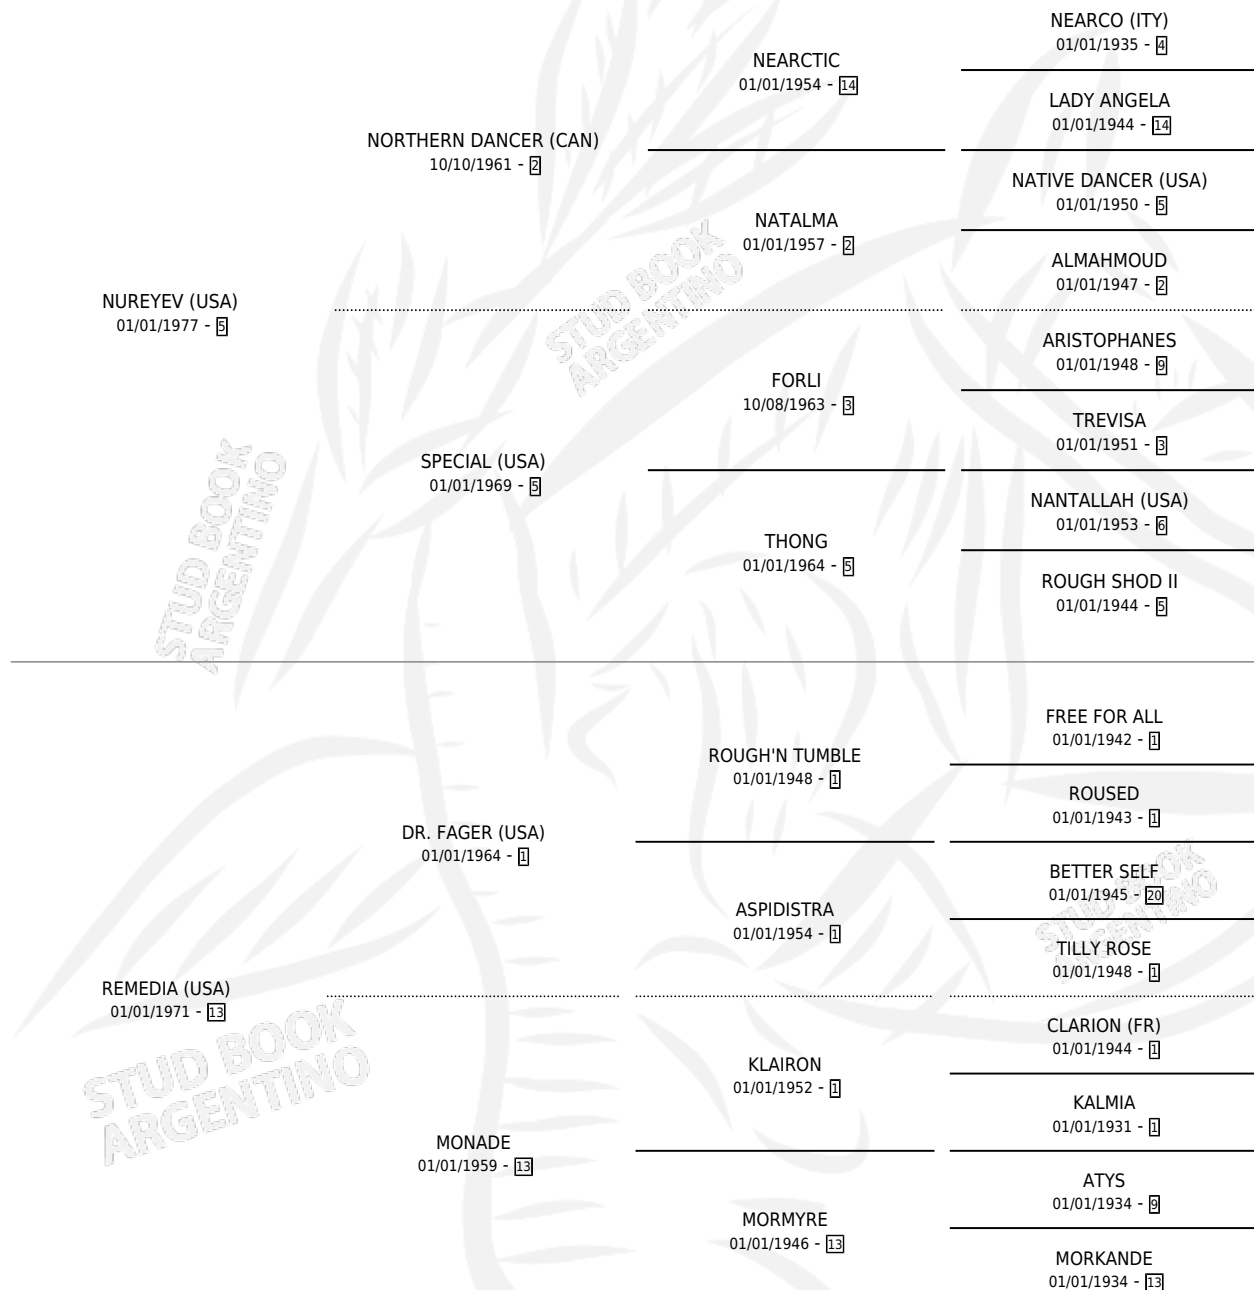 NEARCO (ITY)
01/01/1935 - 4
NEARCTIC
01/01/1954 - 14
LADY ANGELA
01/01/1944 - 14
NORTHERN DANCER (CAN)
10/10/1961 - 2
NATIVE DANCER (USA)
01/01/1950 - 5
NATALMA
01/01/1957 - 2
ALMAHMOUD
01/01/1947 - 2
NUREYEV (USA)
01/01/1977 - 5
ARISTOPHANES
01/01/1948 - 9
FORLI
10/08/1963 - 3
TREVISA
01/01/1951 - 3
SPECIAL (USA)
01/01/1969 - 5
NANTALLAH (USA)
01/01/1953 - 6
THONG
01/01/1964 - 5
ROUGH SHOD II
01/01/1944 - 5
FREE FOR ALL
01/01/1942 - 1
ROUGH'N TUMBLE
01/01/1948 - 1
ROUSED
01/01/1943 - 1
DR. FAGER (USA)
01/01/1964 - 1
BETTER SELF
01/01/1945 - 20
ASPIDISTRA
01/01/1954 - 1
TILLY ROSE
01/01/1948 - 1
REMEDIA (USA)
01/01/1971 - 13
CLARION (FR)
01/01/1944 - 1
KLAIRON
01/01/1952 - 1
KALMIA
01/01/1931 - 1
MONADE
01/01/1959 - 13
ATYS
01/01/1934 - 9
MORMYRE
01/01/1946 - 13
MORKANDE
01/01/1934 - 13
STUD BOOK
ARGENTINO
STUD BOOK
ARGENTINO
STUD BOOK
ARGENTINO
STUD BOOK
ARGENTINO